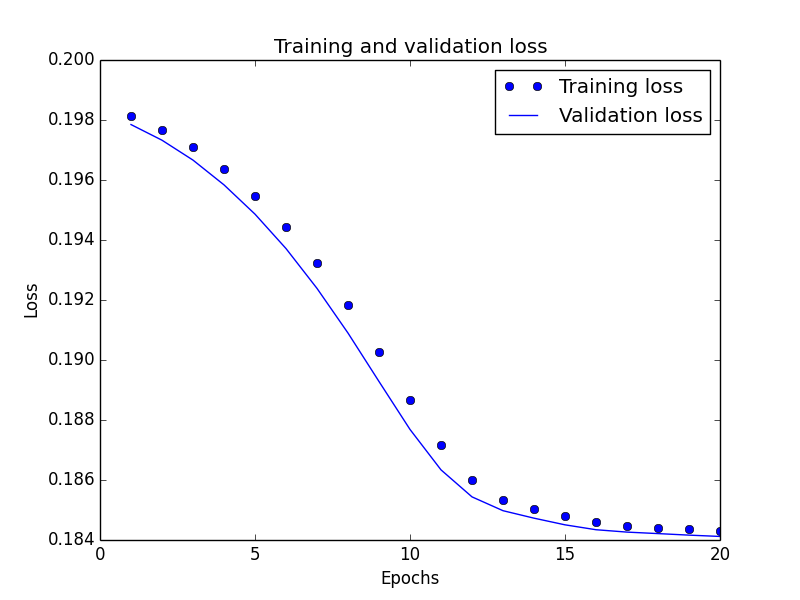 Training and validation loss
Training loss
Validation loss
0.200
0.198
0.196
0.194
0.192
0.190
0.188
0.186
0.184
Loss
0 5 10 15 20
Epochs